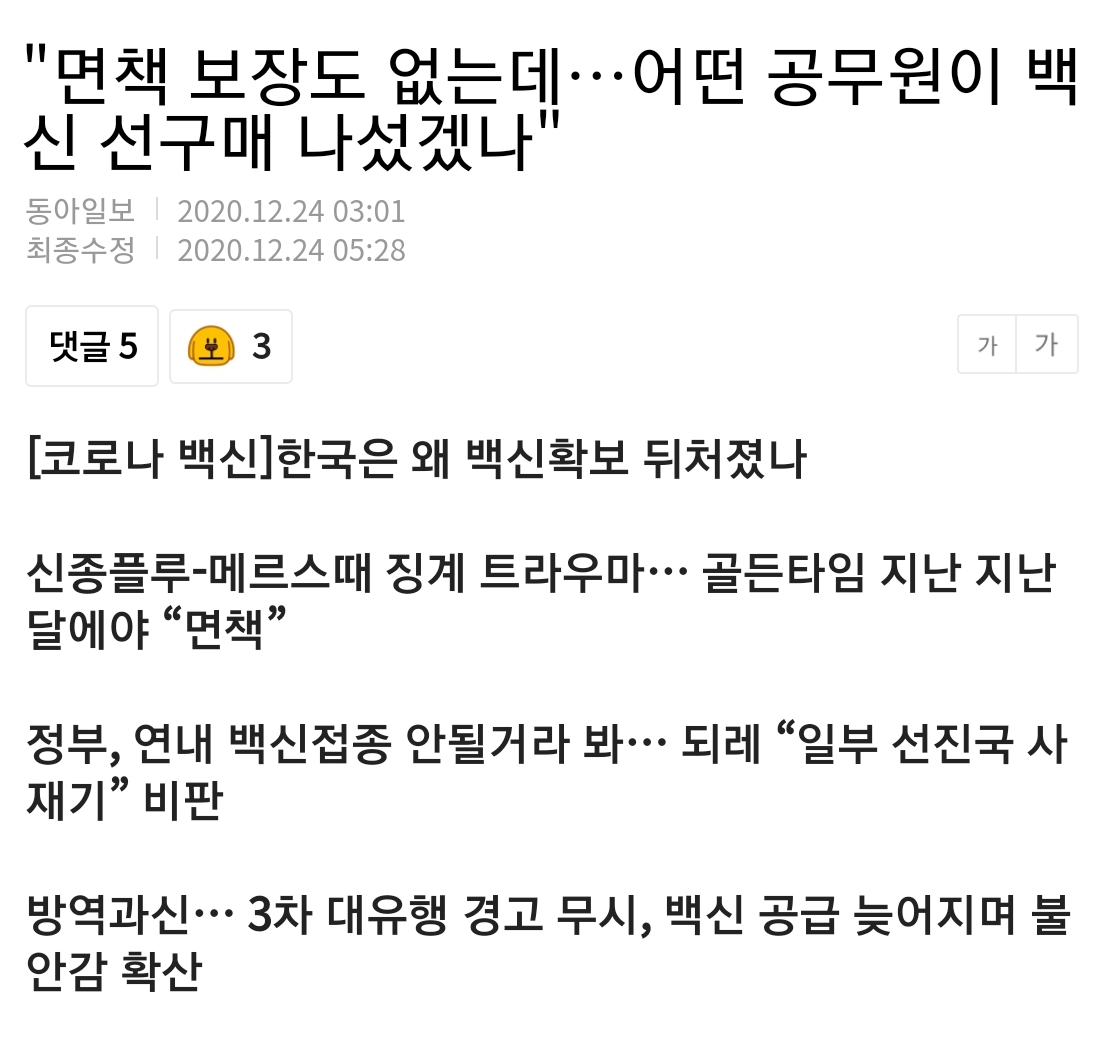 "면책 보장도 없는데…어떤 공무원이 백
신 선구매 나섰겠나"
동아일보 2020.12.24 03:01
최종수정 2020.12.24 05:28
댓글 5 3 가 가
[코로나 백신]한국은 왜 백신확보 뒤처졌나
신종플루-메르스때 징계 트라우마… 골든타임 지난 지난
달에야 “면책”
정부, 연내 백신접종 안될거라 봐… 되레 “일부 선진국 사
재기” 비판
방역과신… 3차 대유행 경고 무시, 백신 공급 늦어지며 불
안감 확산